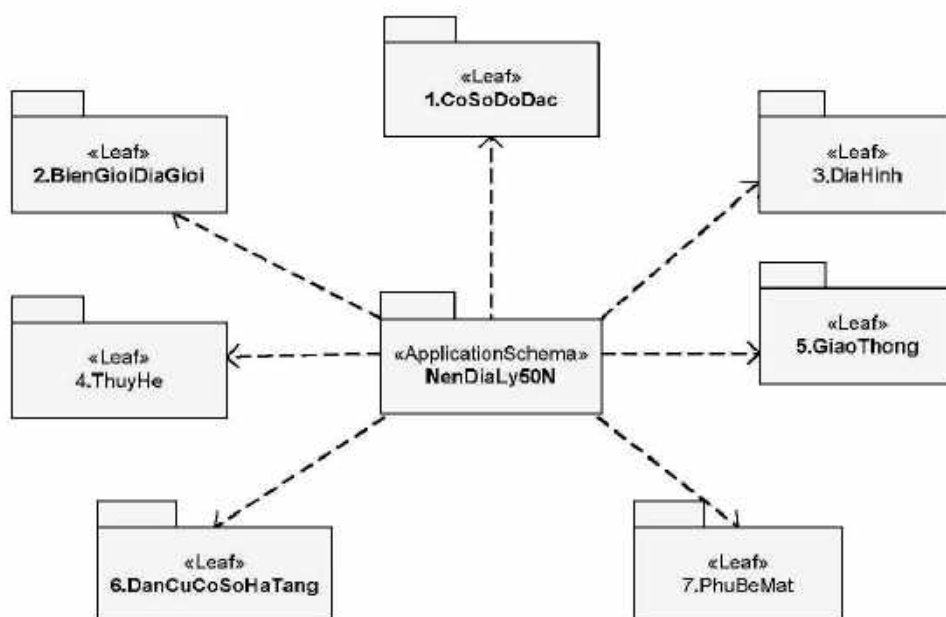 «Leaf»
1.CoSoDoDac
«Leaf»
2.BienGioiDiaGioi
«Leaf»
3.DiaHinh
«Leaf»
4.ThuyHe
«ApplicationSchema»
NenDiaLy50N
«Leaf»
5.GiaoThong
«Leaf»
6.DanCuCoSoHaTang
«Leaf»
7.PhuBeMat